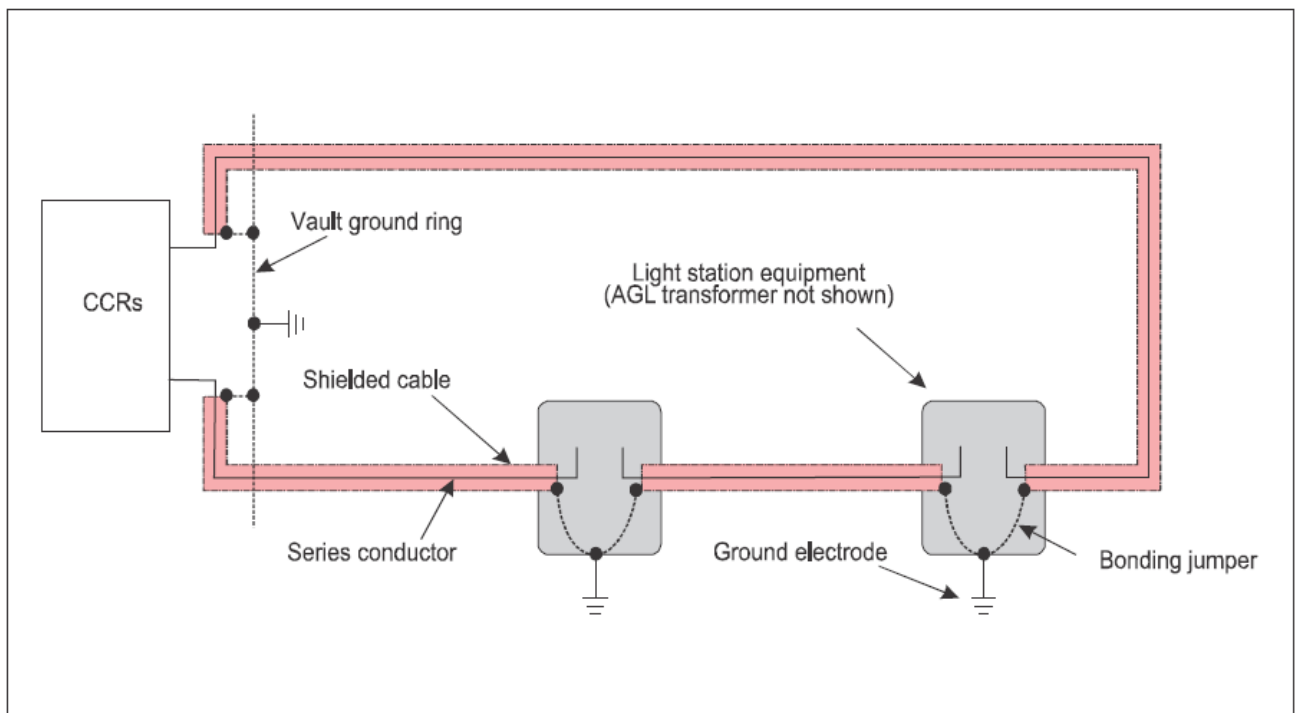 Vault ground ring
CCRs
Light station equipment
(AGL transformer not shown)
Shielded cable
Series conductor
Ground electrode
Bonding jumper